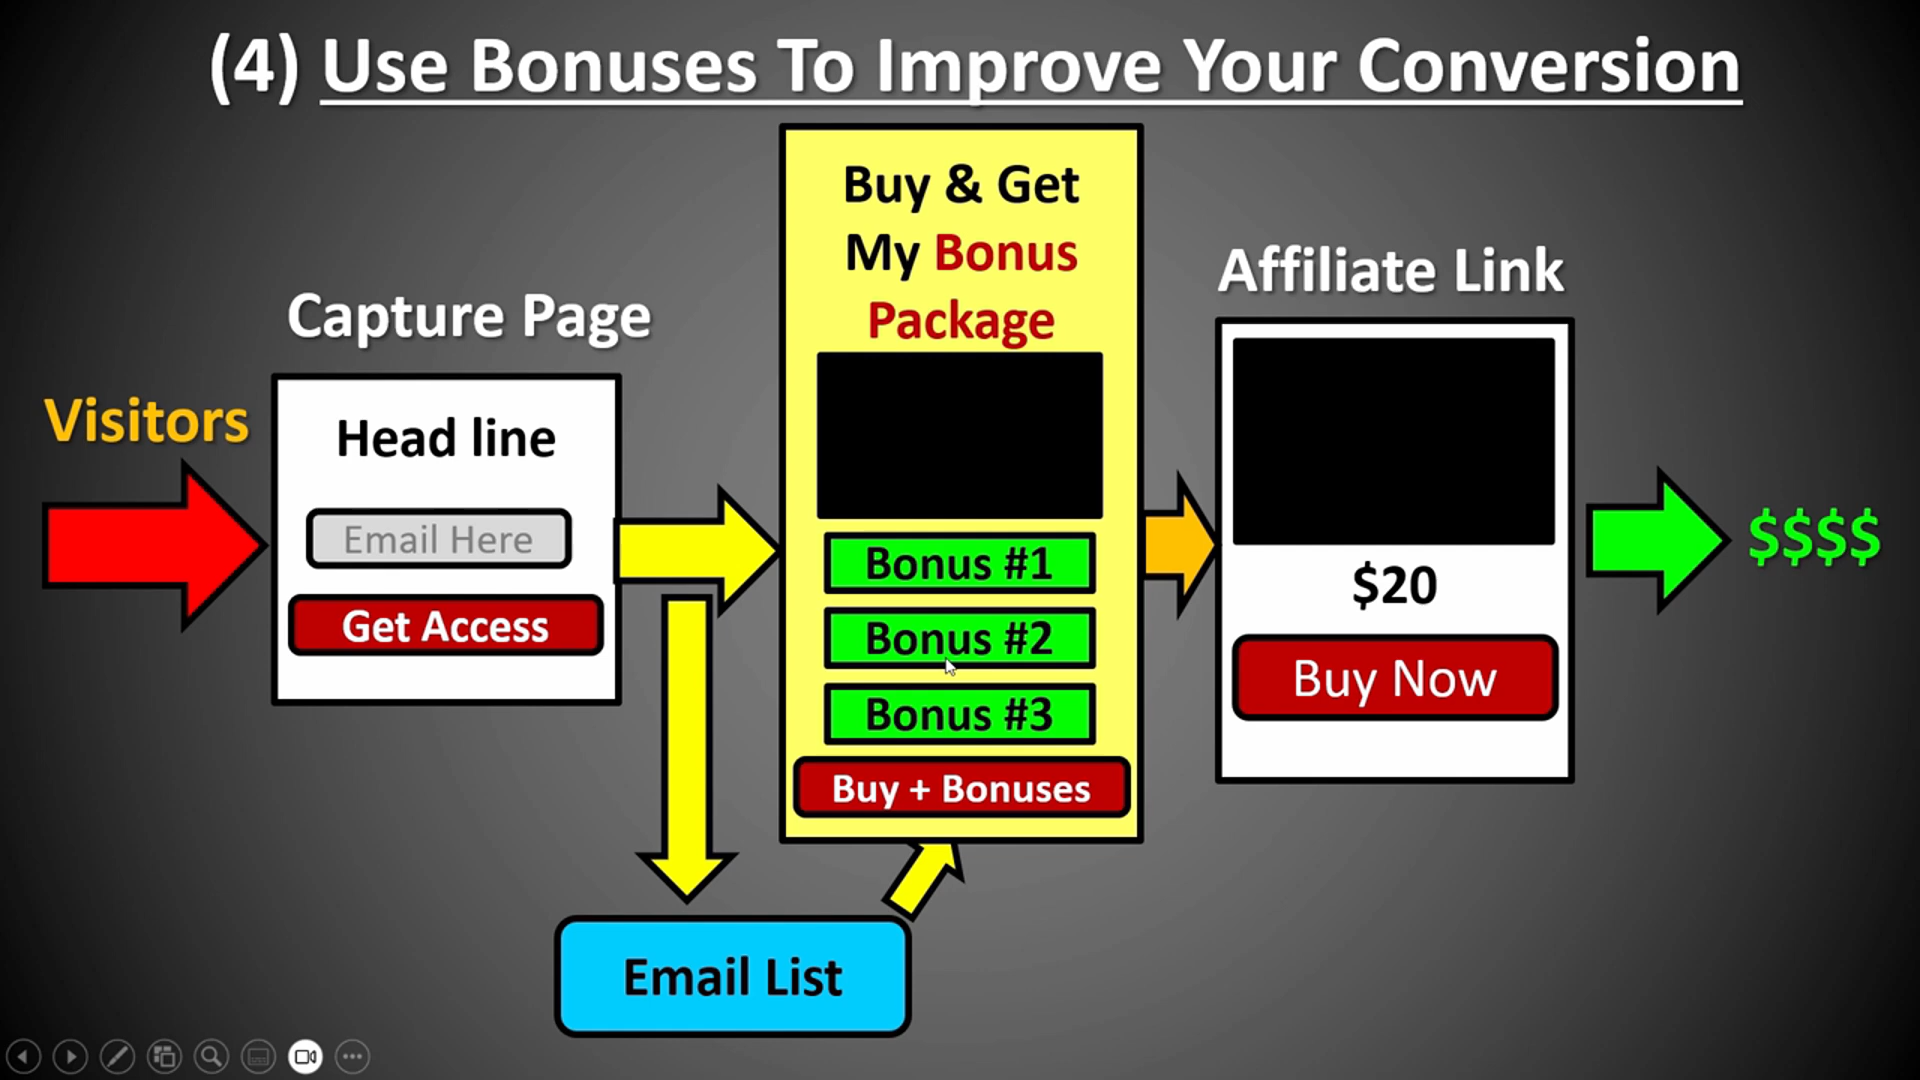 (4) Use Bonuses To Improve Your Conversion
Visitors
Capture Page
Head line
Email Here
Get Access
Buy & Get
My Bonus
Package
Bonus #1
Bonus #2
Bonus #3
Buy + Bonuses
Affiliate Link
$20
Buy Now
$$$$
Email List